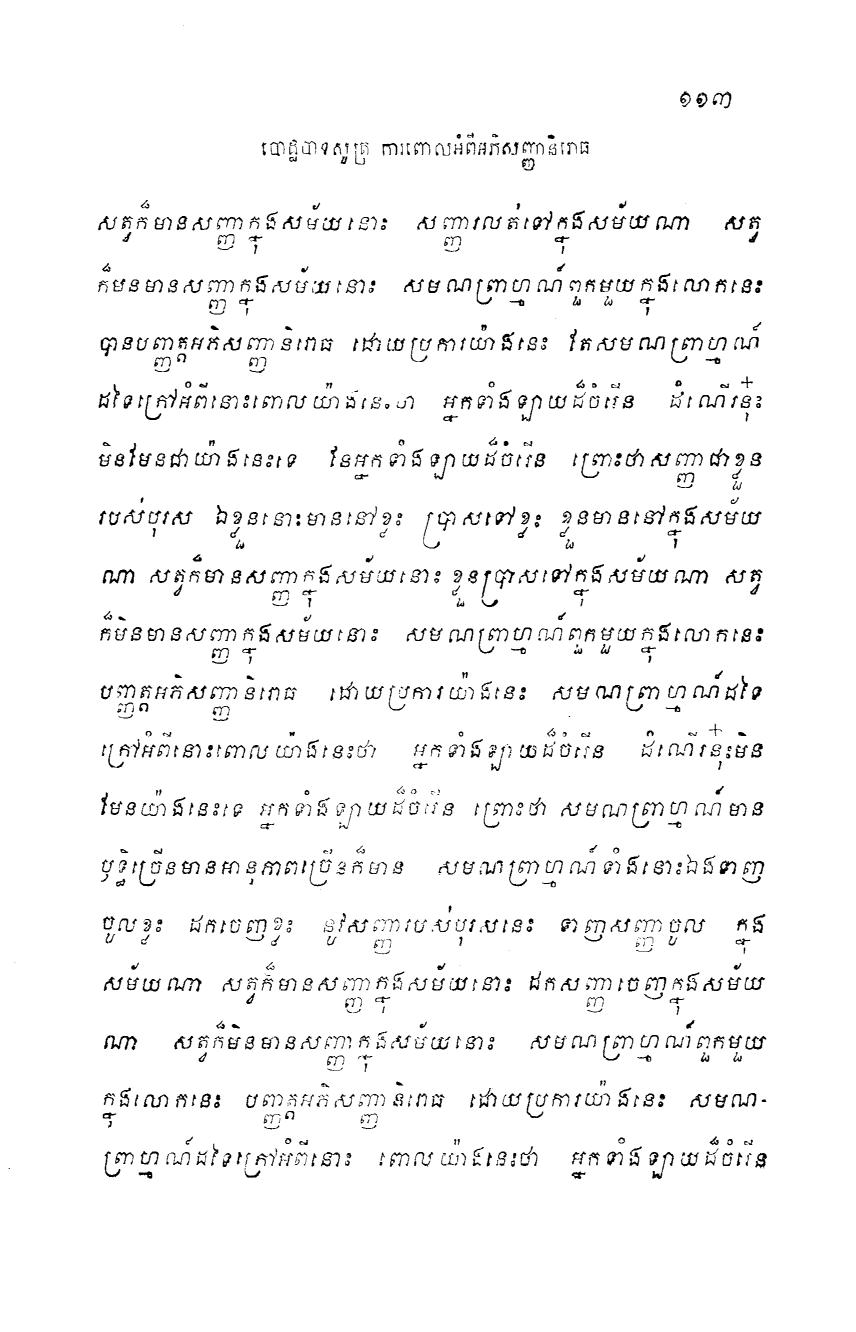 ១១៣
បោដ្ឋបាទសូត្រ ការពោលអំពីអភិសញ្ញានិរោធ
សត្វក៏មានសញ្ញាក្នុងសម័យនោះ សញ្ញារលត់ទៅក្នុងសម័យណា សត្វ
ក៏មនមានសញ្ញាក្នុងសម័យនោះ សមណព្រាហ្មណ៍ពួកមួយក្នុងលោកនេះ
បានបញ្ញត្តអភិសញ្ញានិរោធ ដោយប្រការយ៉ាងនេះ តែសមណព្រាហ្មណ៍
ដទៃក្រៅអំពីនោះពោលយ៉ាងនេះថា អ្នកទាំងឡាយដ៏ចំរើន ដំណើរនុ៎ះ
មិនមែនជាយ៉ាងនេះទេ នែអ្នកទាំងឡាយដ៏ចំរើន ព្រោះថាសញ្ញាជាខ្លួន
របស់បុរស ឯខ្លួននោះមាននៅខ្លះ ប្រាសទៅខ្លះ ខ្លួនមាននៅក្នុងសម័យ
ណា សត្វក៏មានសញ្ញាក្នុងសម័យនោះ ខ្លួនប្រាសទៅក្នុងសម័យណា សត្វ
ក៏មិនមានសញ្ញាក្នុងសម័យនោះ សមណព្រាហ្មណ៍ពួកមួយក្នុងលោកនេះ
បញ្ញត្តអភិសញ្ញានិរោធ ដោយប្រការយ៉ាងនេះ សមណព្រាហ្មណ៍ដទៃ
ក្រៅអំពីនោះពោលយ៉ាងនេះថា អ្នកទាំងឡាយដ៏ចំរើន ដំណើរនុ៎ះមិន
មែនយ៉ាងនេះទេ អ្នកទាំងឡាយដ៏ចំរើន ព្រោះថា សមណព្រាហ្មណ៍មាន
ឫទ្ធិច្រើនមានអានុភាពច្រើនក៏មាន សមណព្រាហ្មណ៍ទាំងនោះឯងទាញ
ចូលខ្លះ ដកចេញខ្លះ នូវសញ្ញារបស់បុរសនេះ ទាញសញ្ញាចូល ក្នុង
សម័យណា សត្វក៏មានសញ្ញាក្នុងសម័យនោះ ដកសញ្ញាចេញក្នុងសម័យ
ណា សត្វក៏មិនមានសញ្ញាក្នុងសម័យនោះ សមណព្រាហ្មណ៍ពួកមួយ
ក្នុងលោកនេះ បញ្ញត្តអភិសញ្ញានិរោធ ដោយប្រការយ៉ាងនេះ សមណ-
ព្រាហ្មណ៍ដទៃក្រៅអំពីនោះ ពោលយ៉ាងនេះថា អ្នកទាំងឡាយដ៏ចំរើន